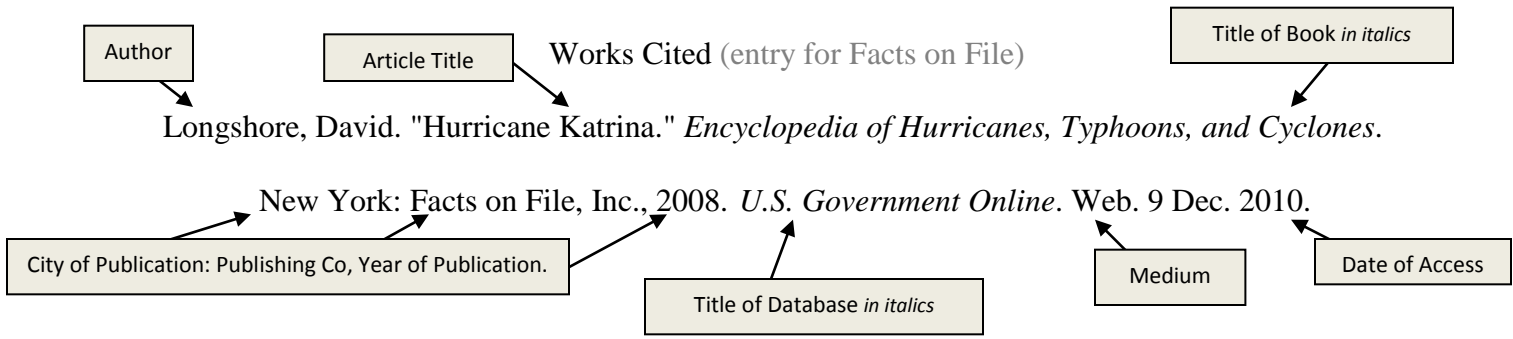 Title of Book in italics
Author
Article Title
Works Cited (entry for Facts on File)
Longshore, David. "Hurricane Katrina." Encyclopedia of Hurricanes, Typhoons, and Cyclones.
New York: Facts on File, Inc., 2008. U.S. Government Online. Web. 9 Dec. 2010.
City of Publication: Publishing Co, Year of Publication.
Title of Database in italics
Medium
Date of Access